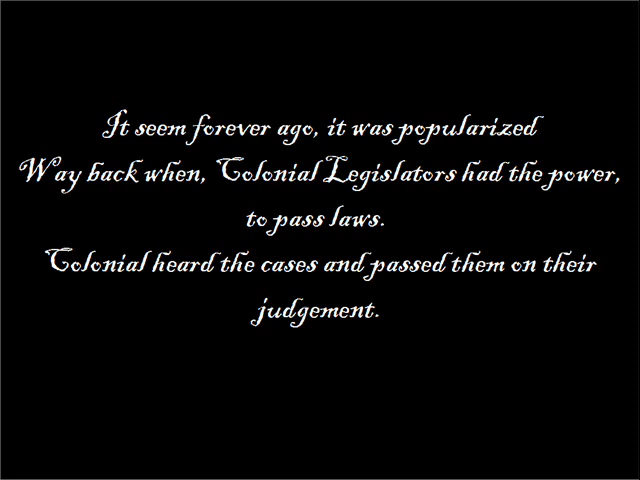 It seem forever ago, it was popularized
Way back when, Colonial Legislators had the power,
to pass laws.
Colonial heard the cases and passed them on their
judgement.